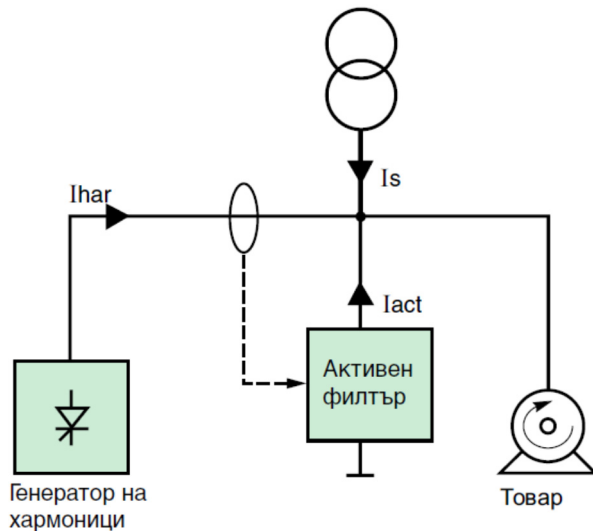 Is
Ihar
Iact
Активен
филтър
Генератор на
хармоници
Товар